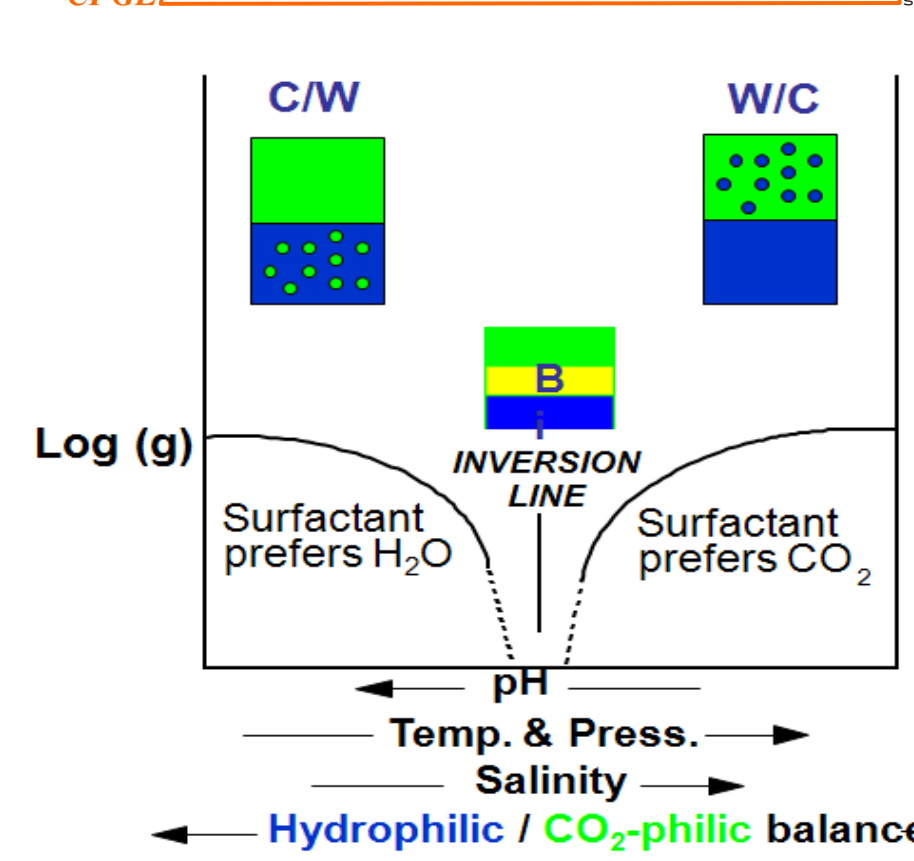 C/W
W/C
B
i
Log (g)
INVERSION
LINE
Surfactant
prefers H₂O
Surfactant
prefers CO₂
pH
Temp. & Press.
Salinity
Hydrophilic / CO₂-philic balance